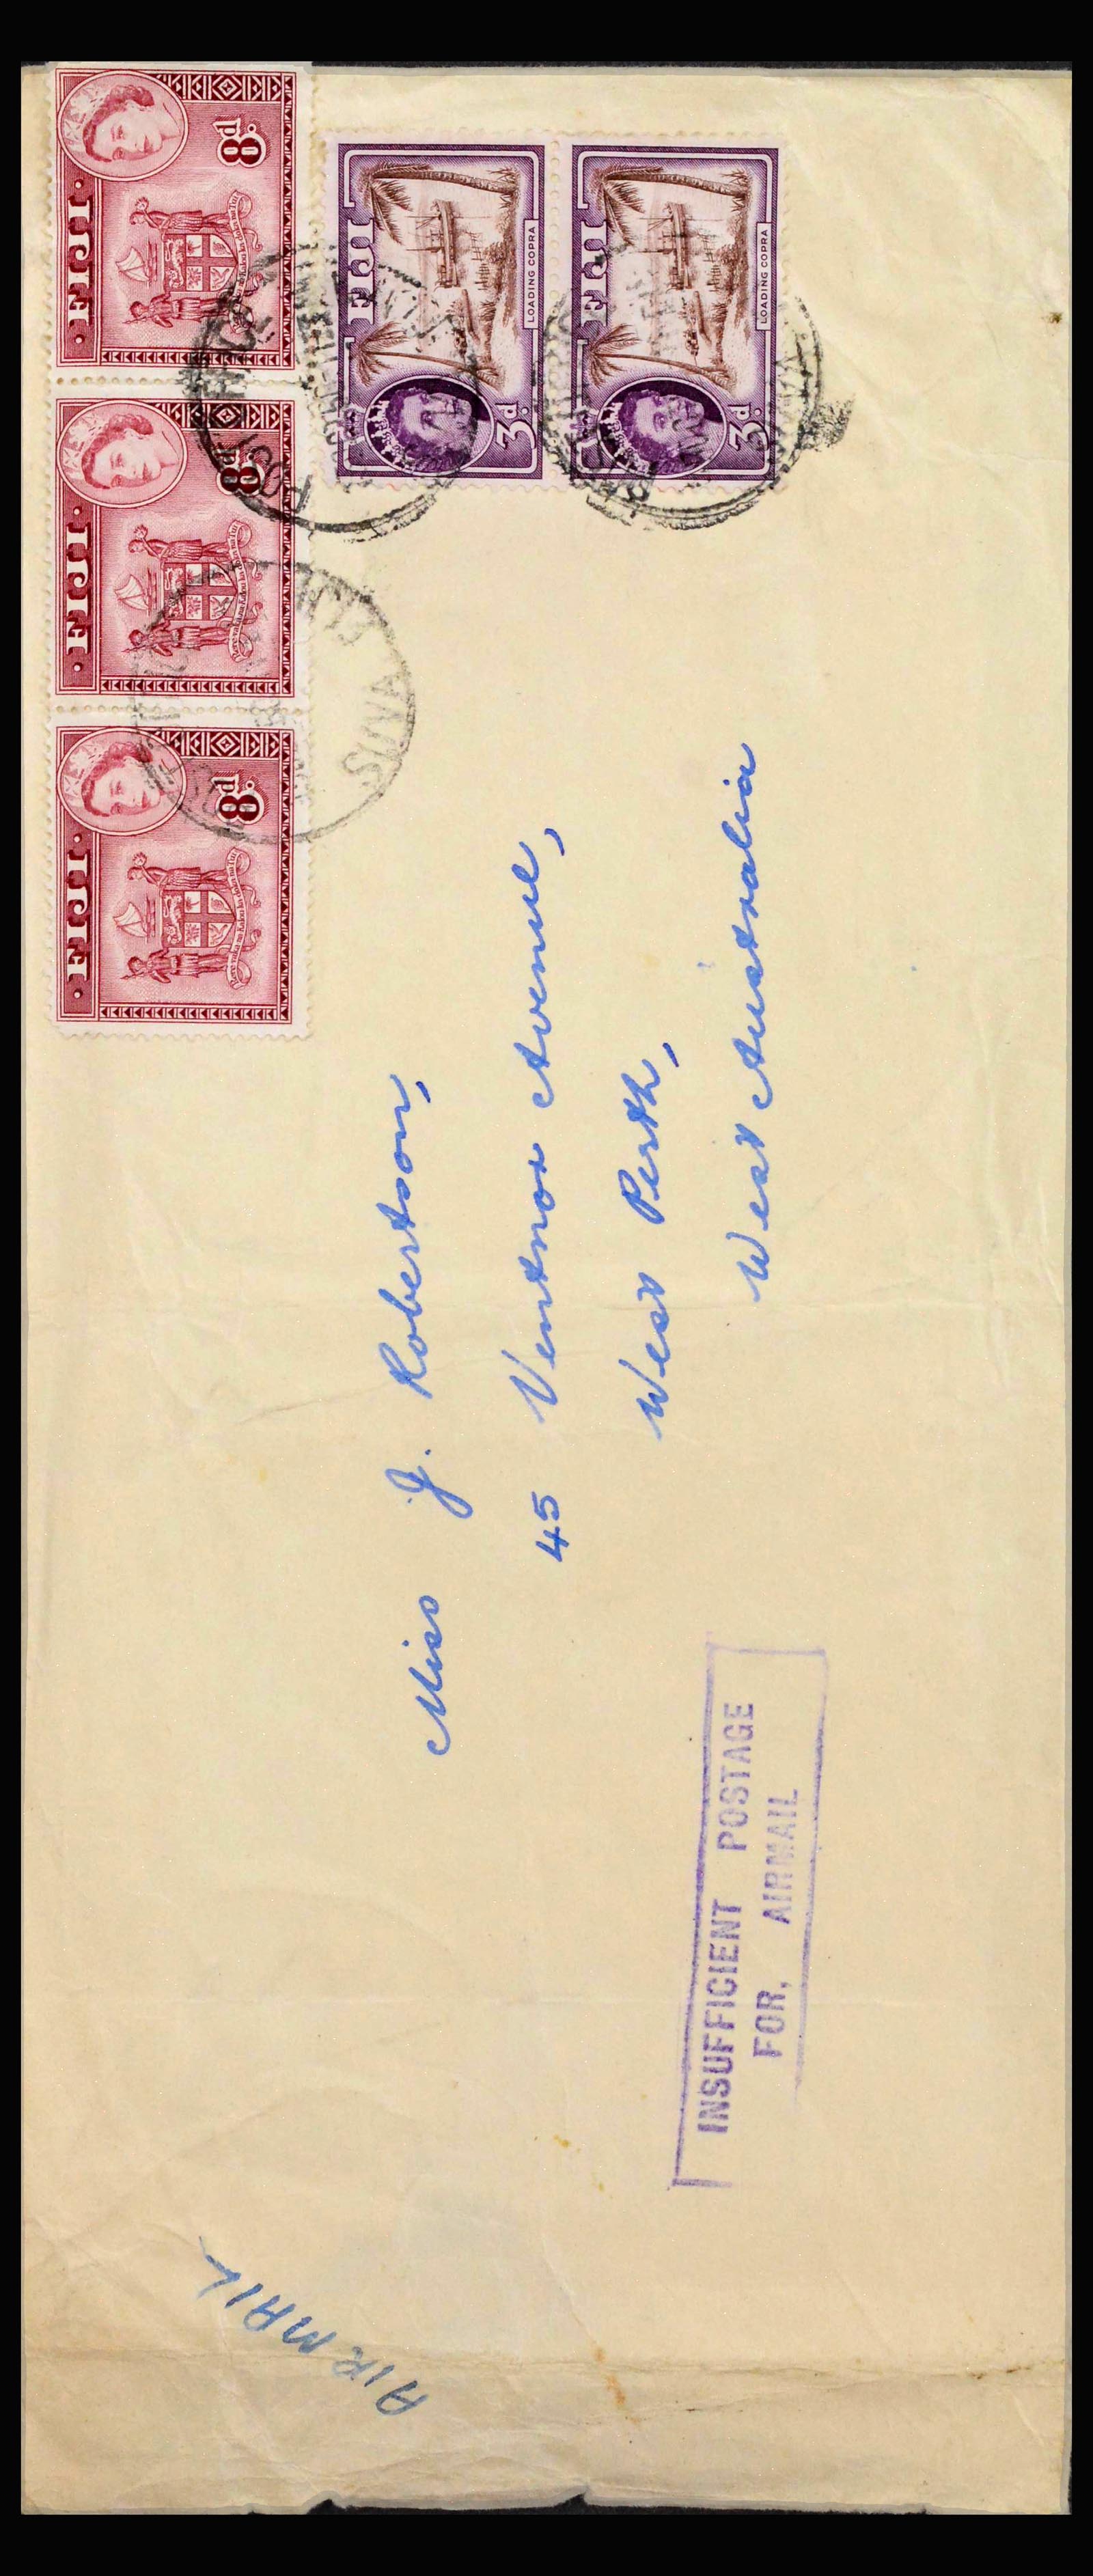 AIRMAIL
FIJI
8d.
FIJI
8d.
FIJI
8d.
FIJI
LOADING COPRA
3d.
FIJI
LOADING COPRA
3d.
SUVA
FIJI
Miss J. Robertson,
45 Ventnor Avenue,
West Perth,
West Australia
INSUFFICIENT POSTAGE
FOR, AIRMAIL